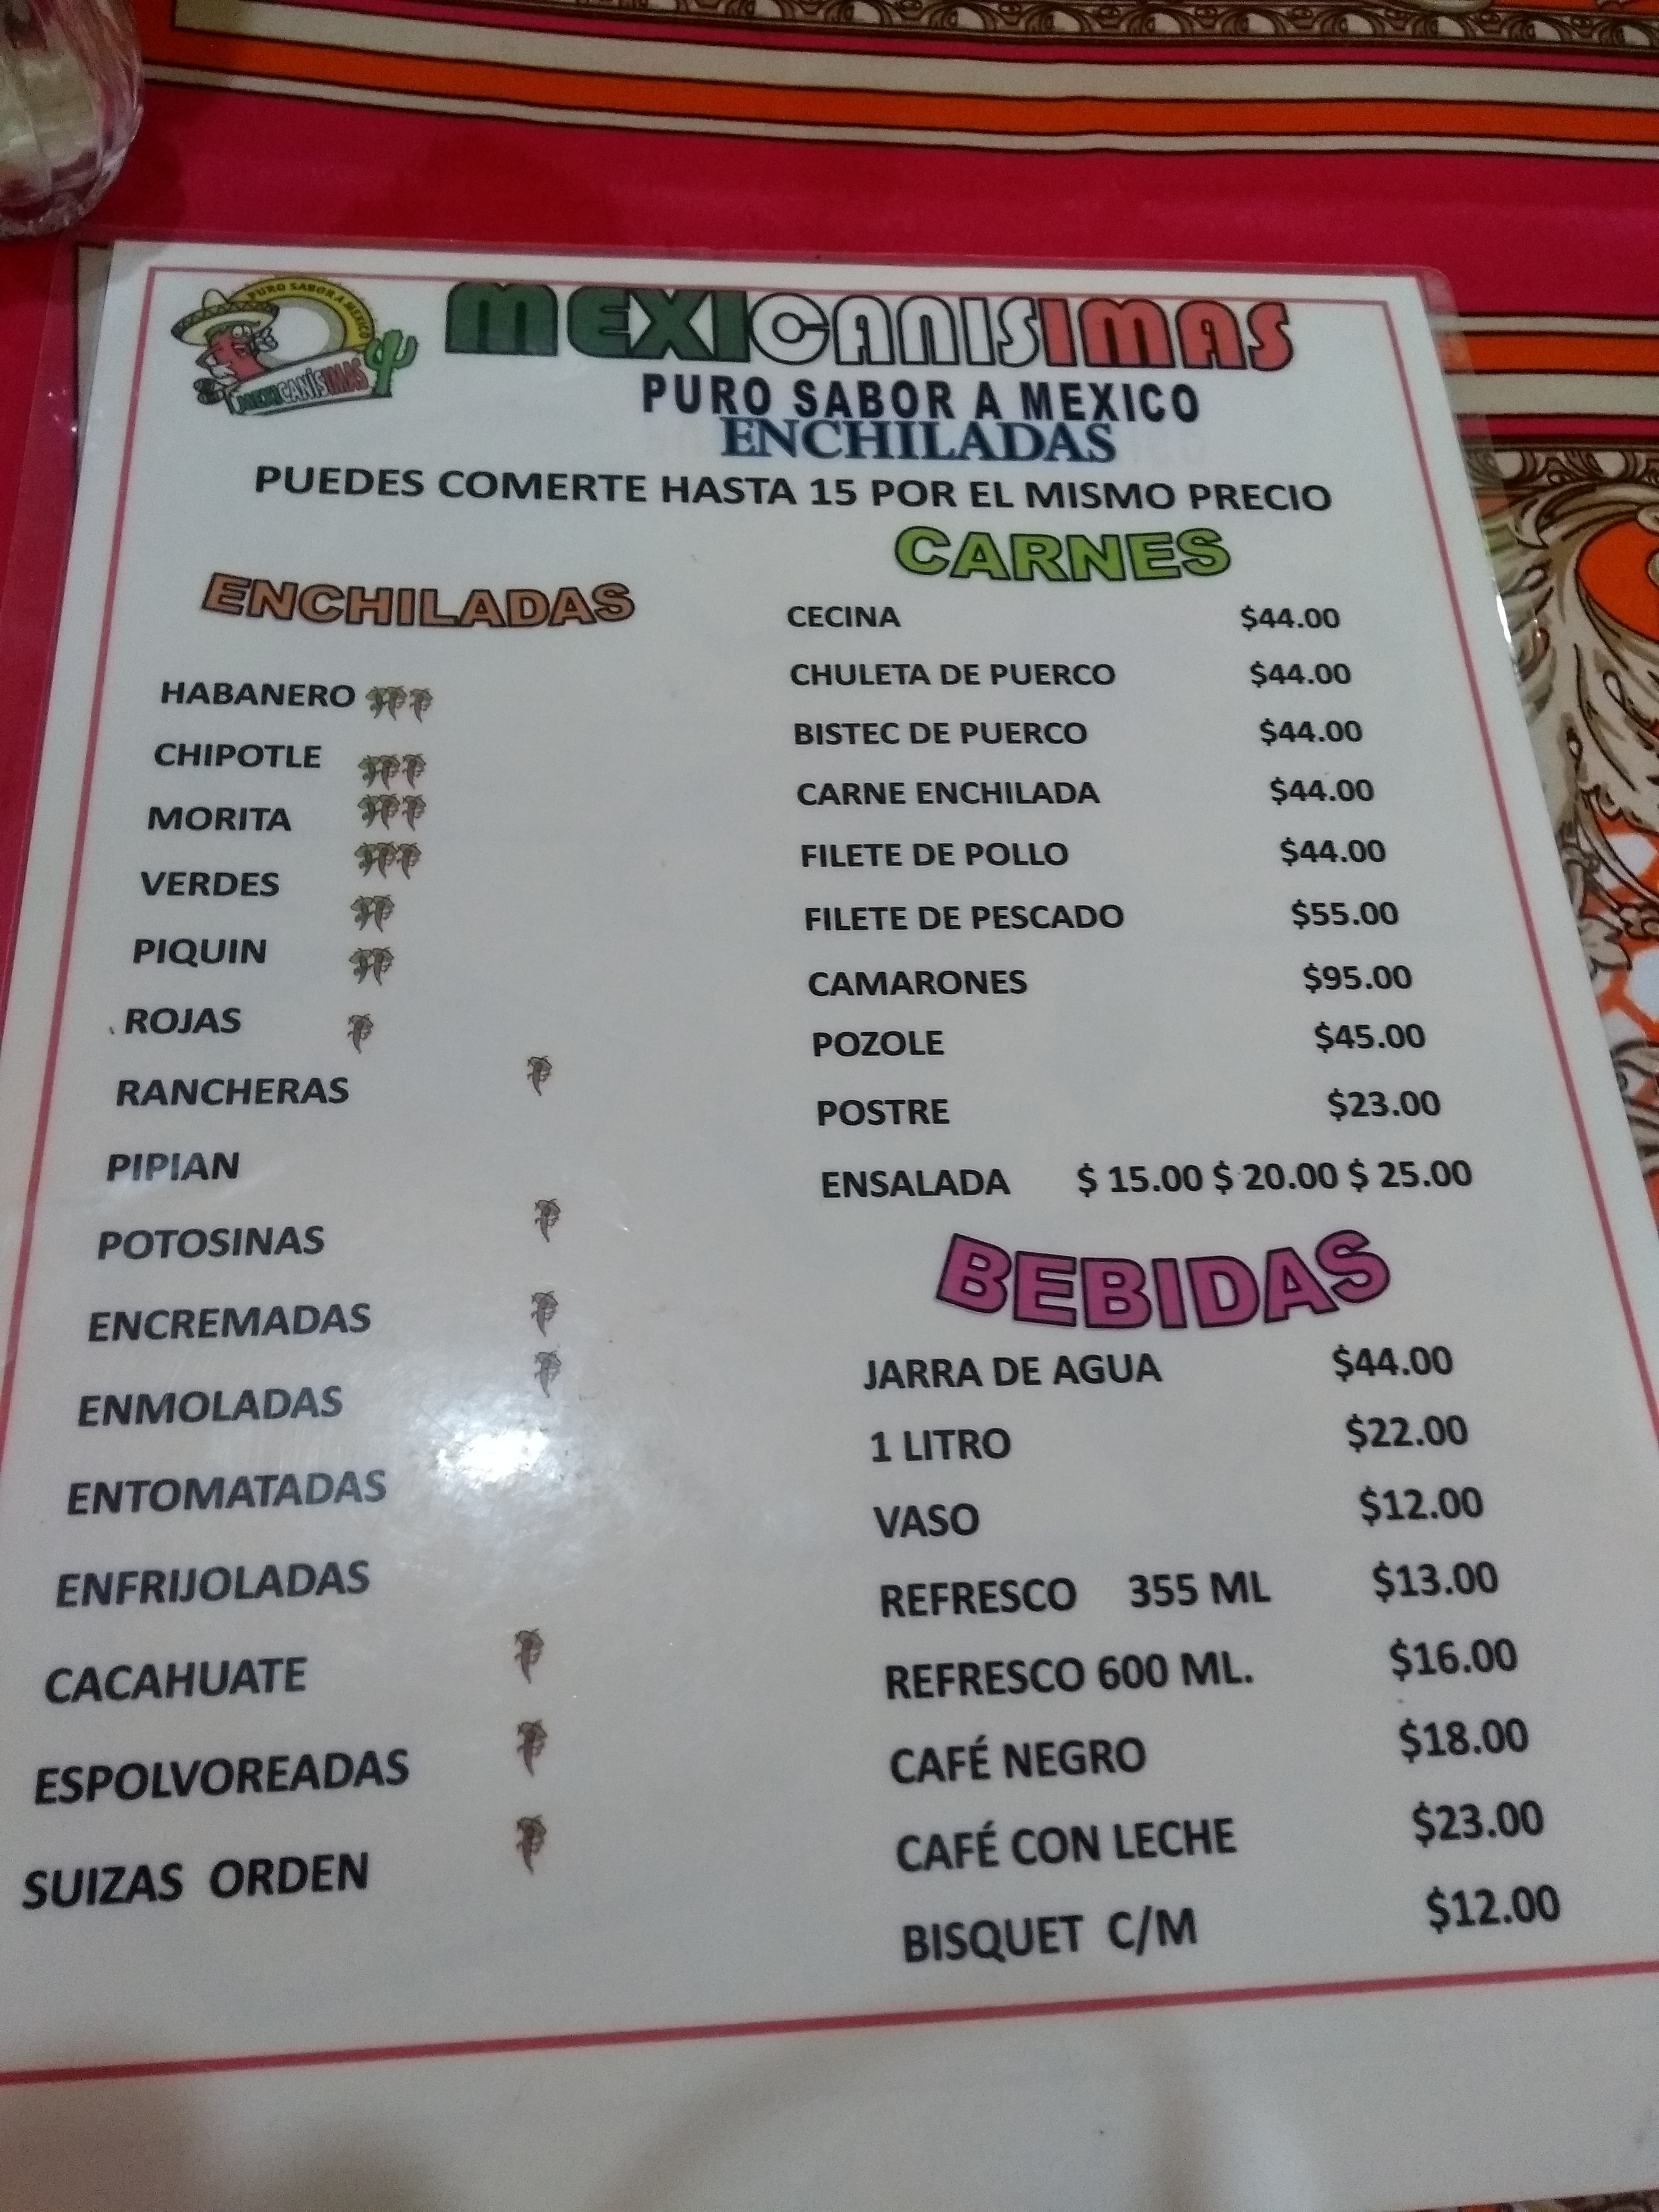 PURO SABOR A MEXICO
MEXICANÍSIMAS
MEXICANISIMAS
PURO SABOR A MEXICO
ENCHILADAS
PUEDES COMERTE HASTA 15 POR EL MISMO PRECIO
ENCHILADAS
HABANERO
CHIPOTLE
MORITA
VERDES
PIQUIN
ROJAS
RANCHERAS
PIPIAN
POTOSINAS
ENCREMADAS
ENMOLADAS
ENTOMATADAS
ENFRIJOLADAS
CACAHUATE
ESPOLVOREADAS
SUIZAS ORDEN
CARNES
CECINA $44.00
CHULETA DE PUERCO $44.00
BISTEC DE PUERCO $44.00
CARNE ENCHILADA $44.00
FILETE DE POLLO $44.00
FILETE DE PESCADO $55.00
CAMARONES $95.00
POZOLE $45.00
POSTRE $23.00
ENSALADA $ 15.00 $ 20.00 $ 25.00
BEBIDAS
JARRA DE AGUA $44.00
1 LITRO $22.00
VASO $12.00
REFRESCO 355 ML $13.00
REFRESCO 600 ML. $16.00
CAFÉ NEGRO $18.00
CAFÉ CON LECHE $23.00
BISQUET C/M $12.00